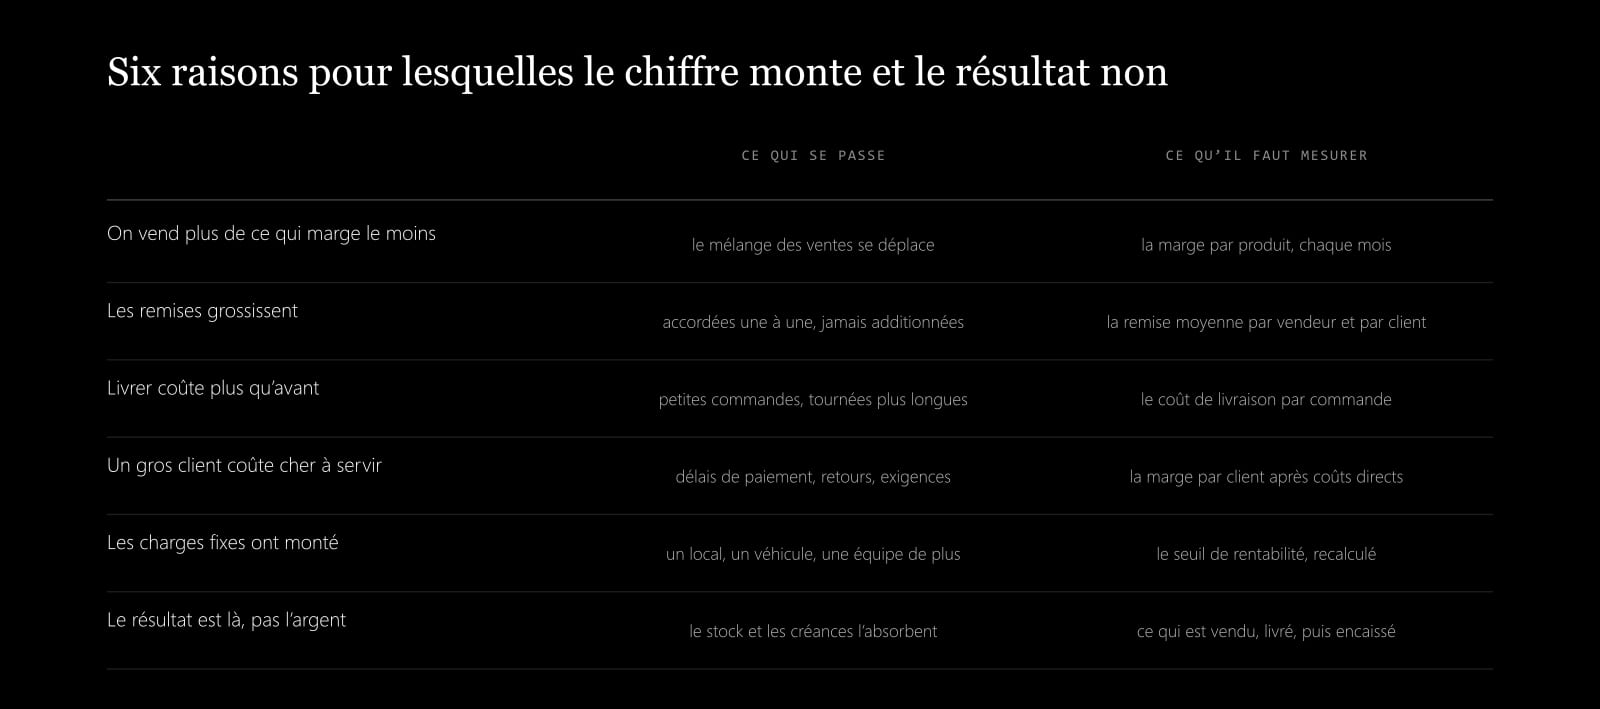 Six raisons pour lesquelles le chiffre monte et le résultat non
CE QUI SE PASSE
CE QU’IL FAUT MESURER
On vend plus de ce qui marge le moins
le mélange des ventes se déplace
la marge par produit, chaque mois
Les remises grossissent
accordées une à une, jamais additionnées
la remise moyenne par vendeur et par client
Livrer coûte plus qu’avant
petites commandes, tournées plus longues
le coût de livraison par commande
Un gros client coûte cher à servir
délais de paiement, retours, exigences
la marge par client après coûts directs
Les charges fixes ont monté
un local, un véhicule, une équipe de plus
le seuil de rentabilité, recalculé
Le résultat est là, pas l’argent
le stock et les créances l’absorbent
ce qui est vendu, livré, puis encaissé